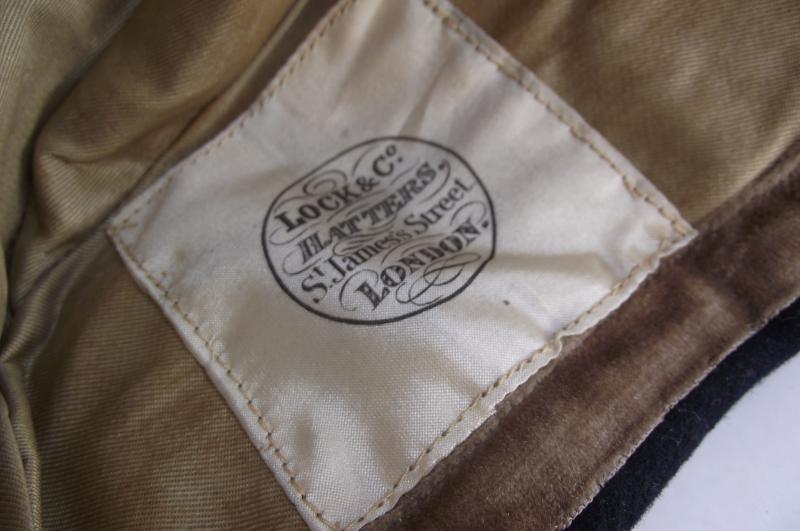 LOCK & Cº.
HATTERS,
Sᵀ. James's Street
LONDON.